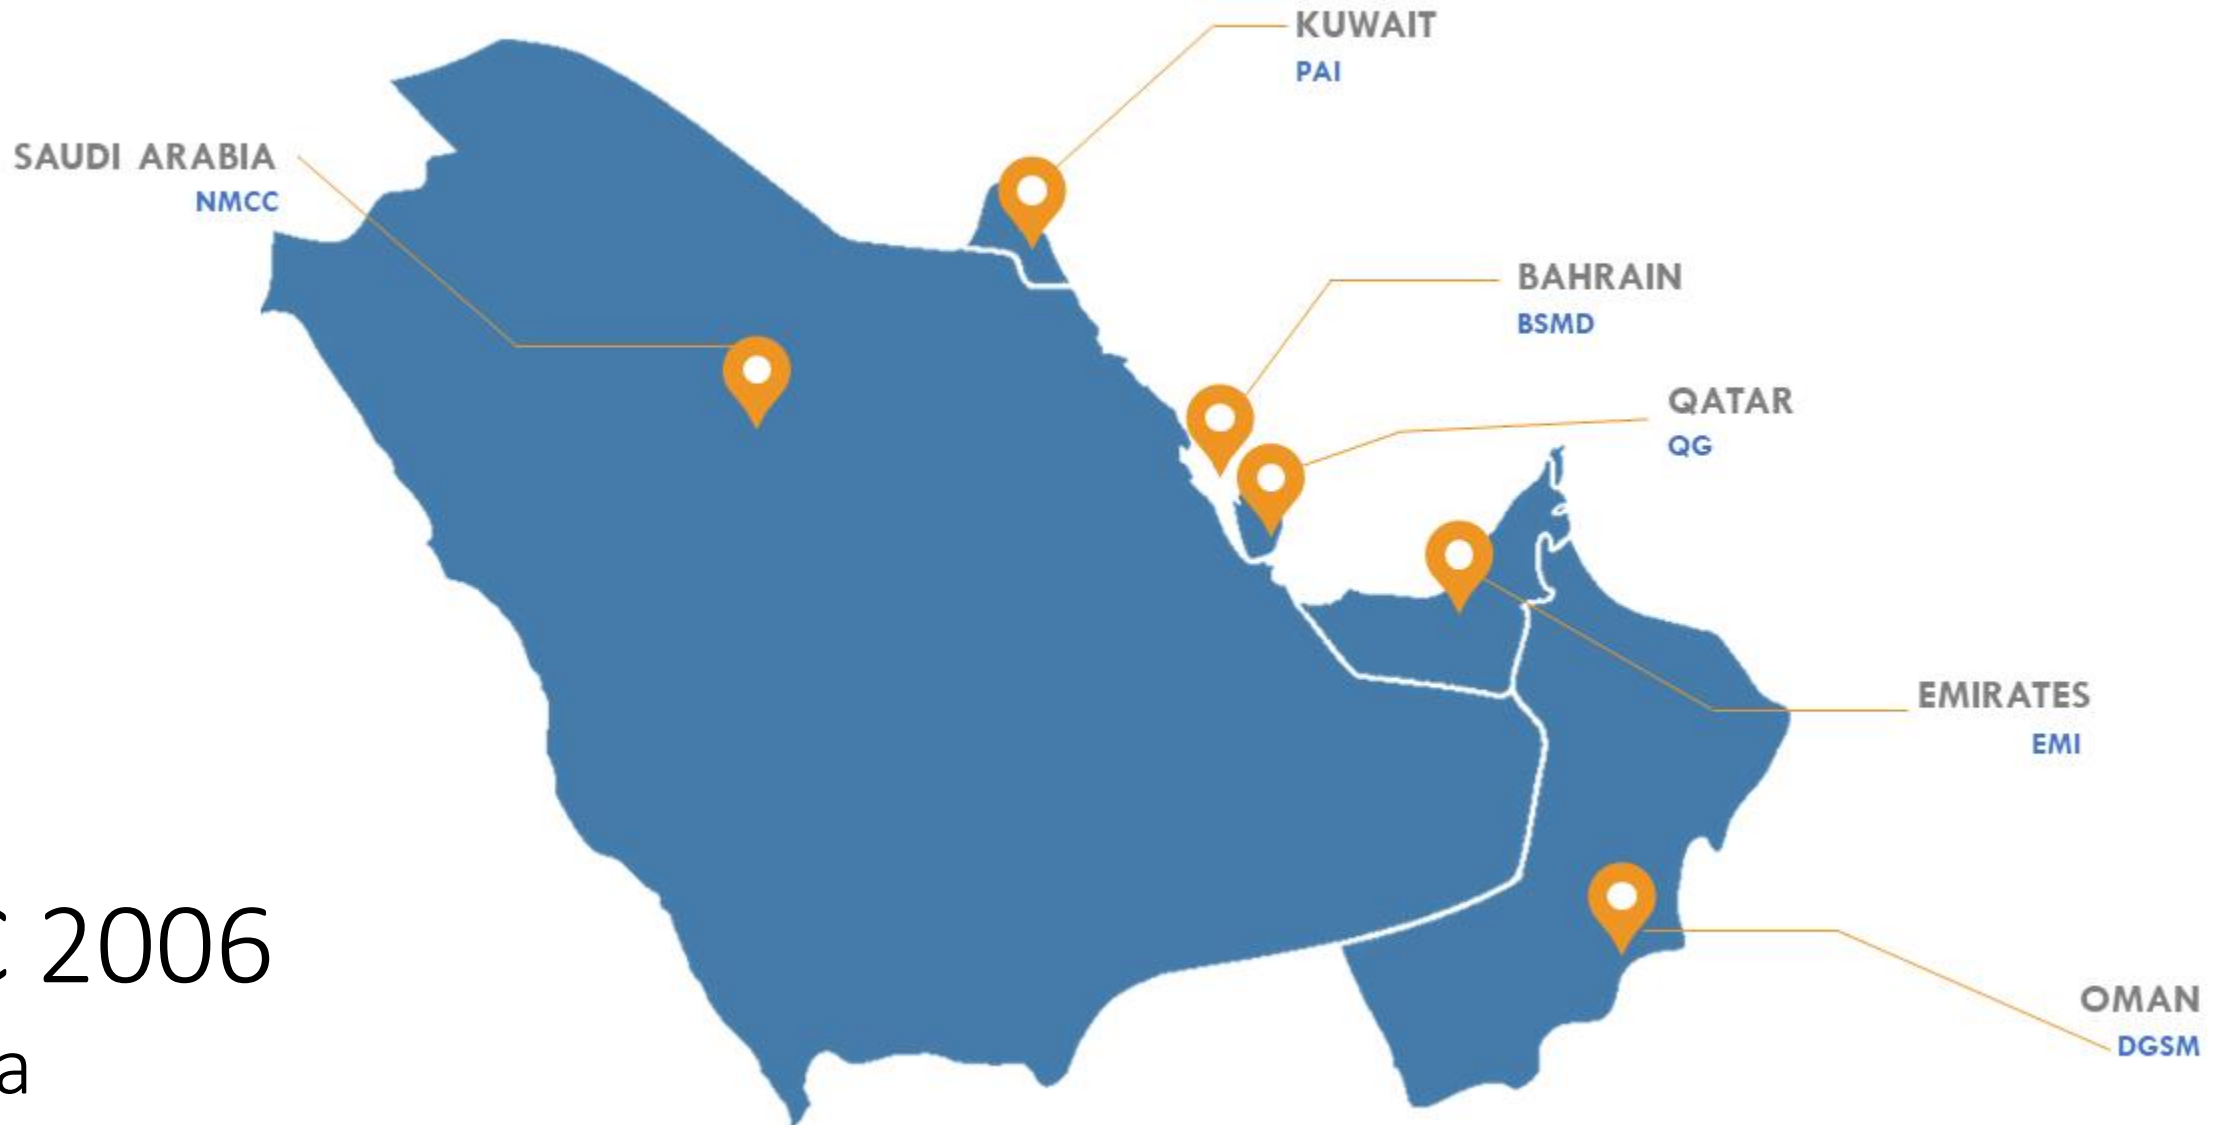 KUWAIT
PAI
SAUDI ARABIA
NMCC
BAHRAIN
BSMD
QATAR
QG
EMIRATES
EMI
2006
OMAN
DGSM
a